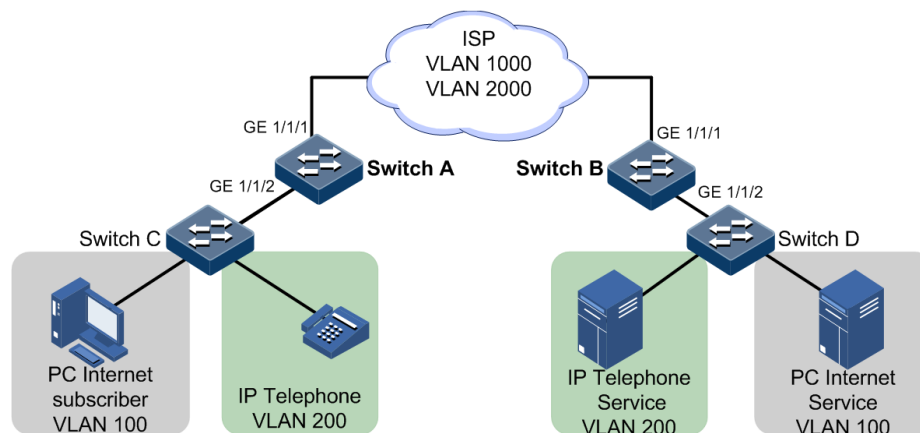 ISP
VLAN 1000
VLAN 2000
GE 1/1/1
GE 1/1/1
Switch A
Switch B
GE 1/1/2
GE 1/1/2
Switch C
Switch D
PC Internet
subscriber
VLAN 100
IP Telephone
VLAN 200
IP Telephone
Service
VLAN 200
PC Internet
Service
VLAN 100